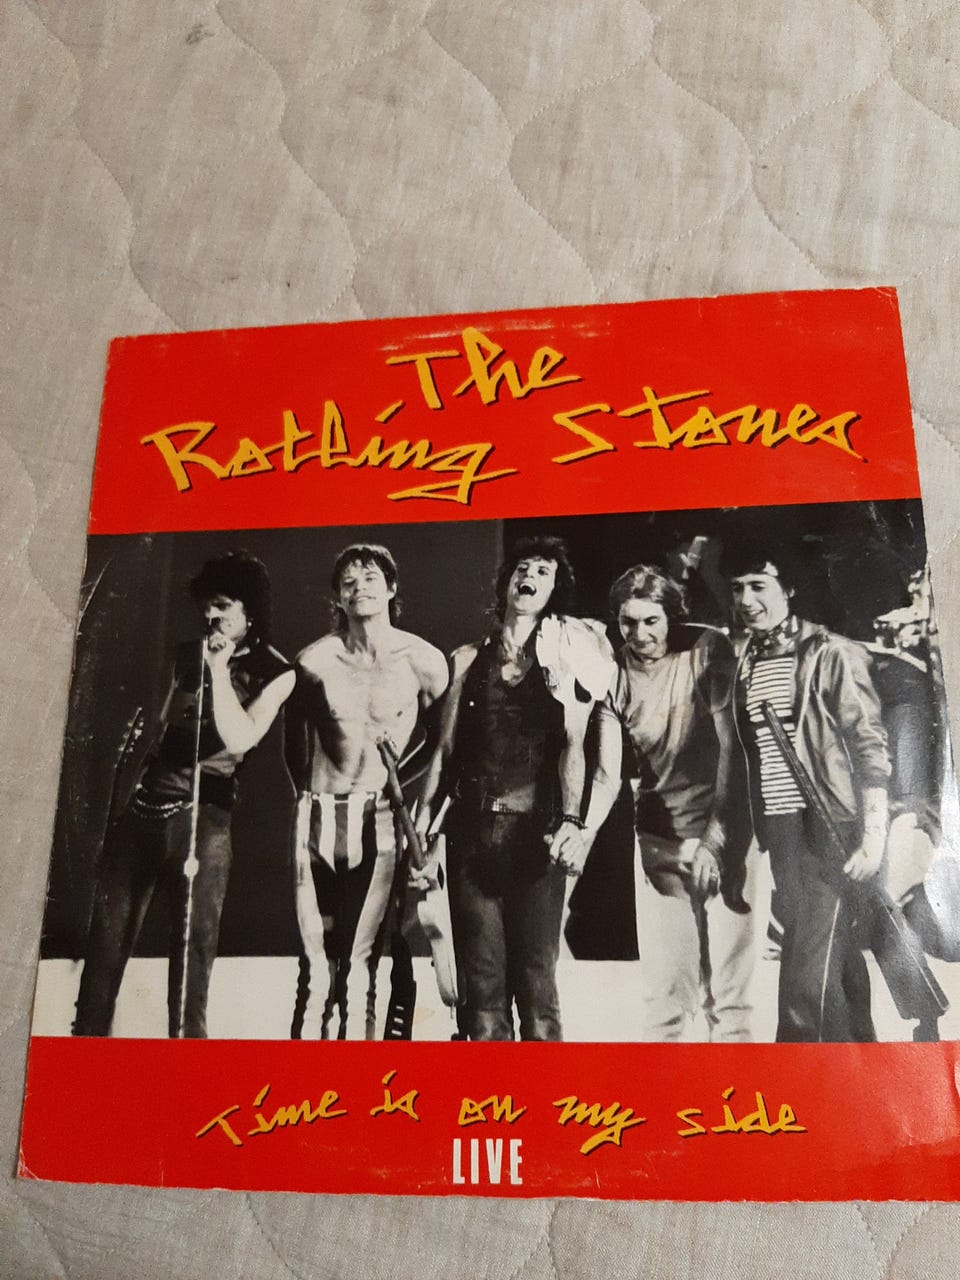 The
Rolling Stones
Time is on my side
LIVE